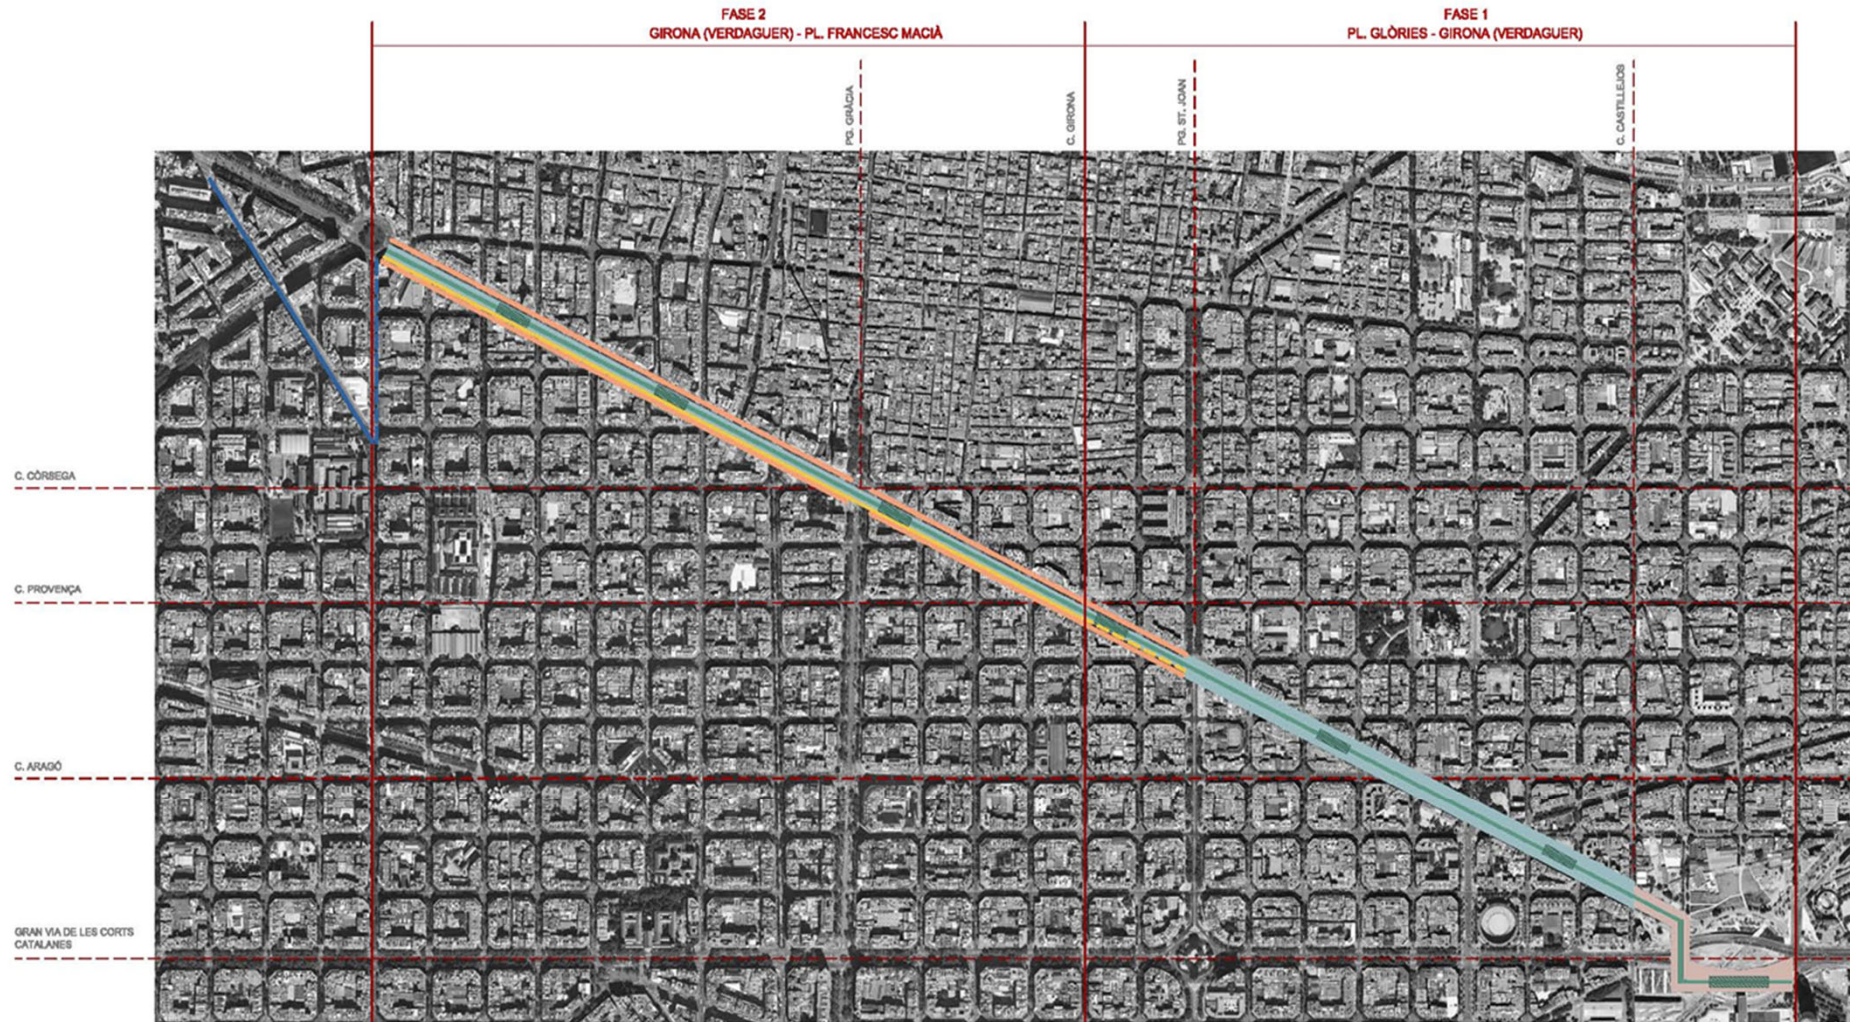 FASE 2
GIRONA (VERDAGUER) - PL. FRANCESC MACIÀ
FASE 1
PL. GLÒRIES - GIRONA (VERDAGUER)
PG. GRÀCIA
C. GIRONA
PG. ST. JOAN
C. CASTILLEJOS
C. CÒRSEGA
C. PROVENÇA
C. ARAGÓ
GRAN VIA DE LES CORTS
CATALANES